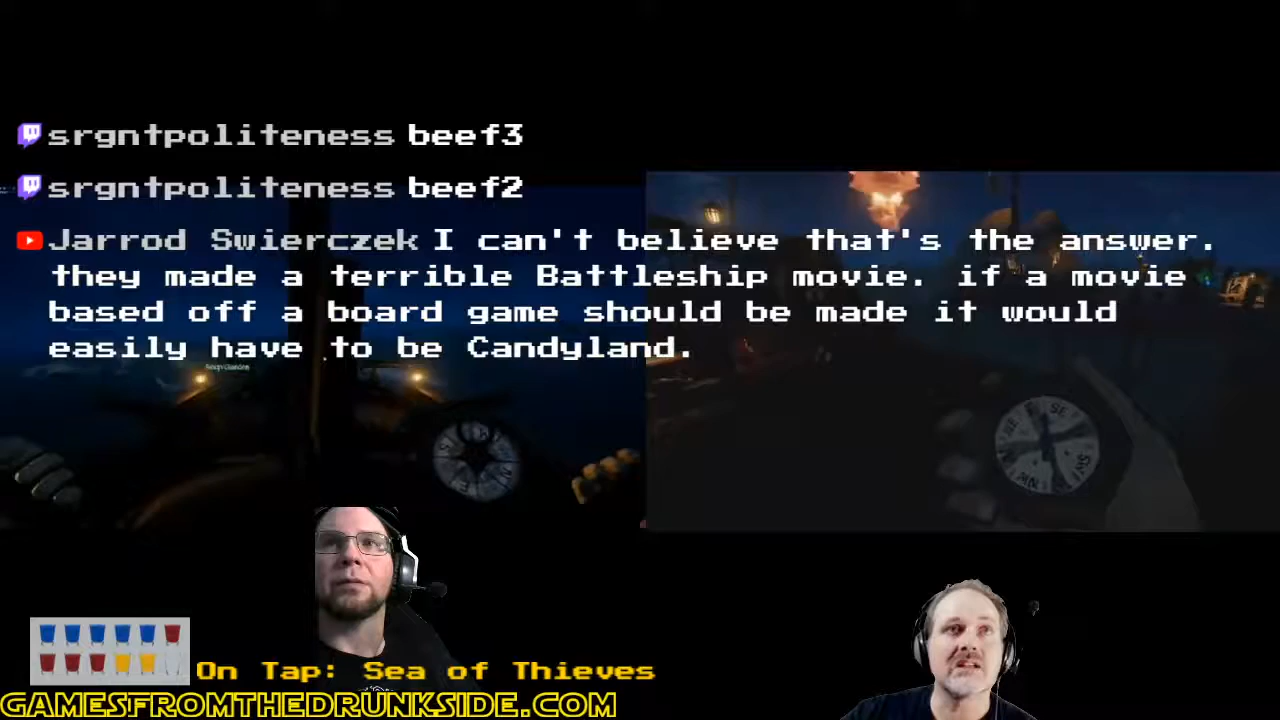 srgntpoliteness beef3
srgntpoliteness beef2
Jarrod Swierczek I can't believe that's the answer.
they made a terrible Battleship movie. if a movie
based off a board game should be made it would
easily have to be Candyland.
SE
On Tap: Sea of Thieves
GAMESFROMTHEDRUNKSIDE.COM